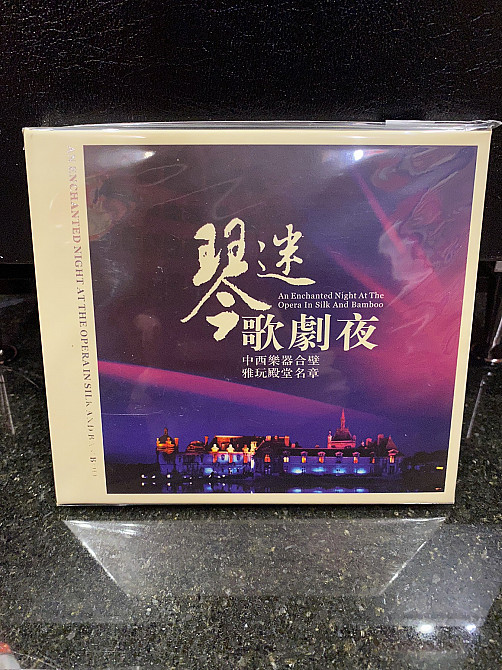 琴迷
An Enchanted Night At The
Opera In Silk And Bamboo
歌劇夜
中西樂器合壁
雅玩殿堂名章
ENCHANTED NIGHT AT THE OPERA IN SILK AND